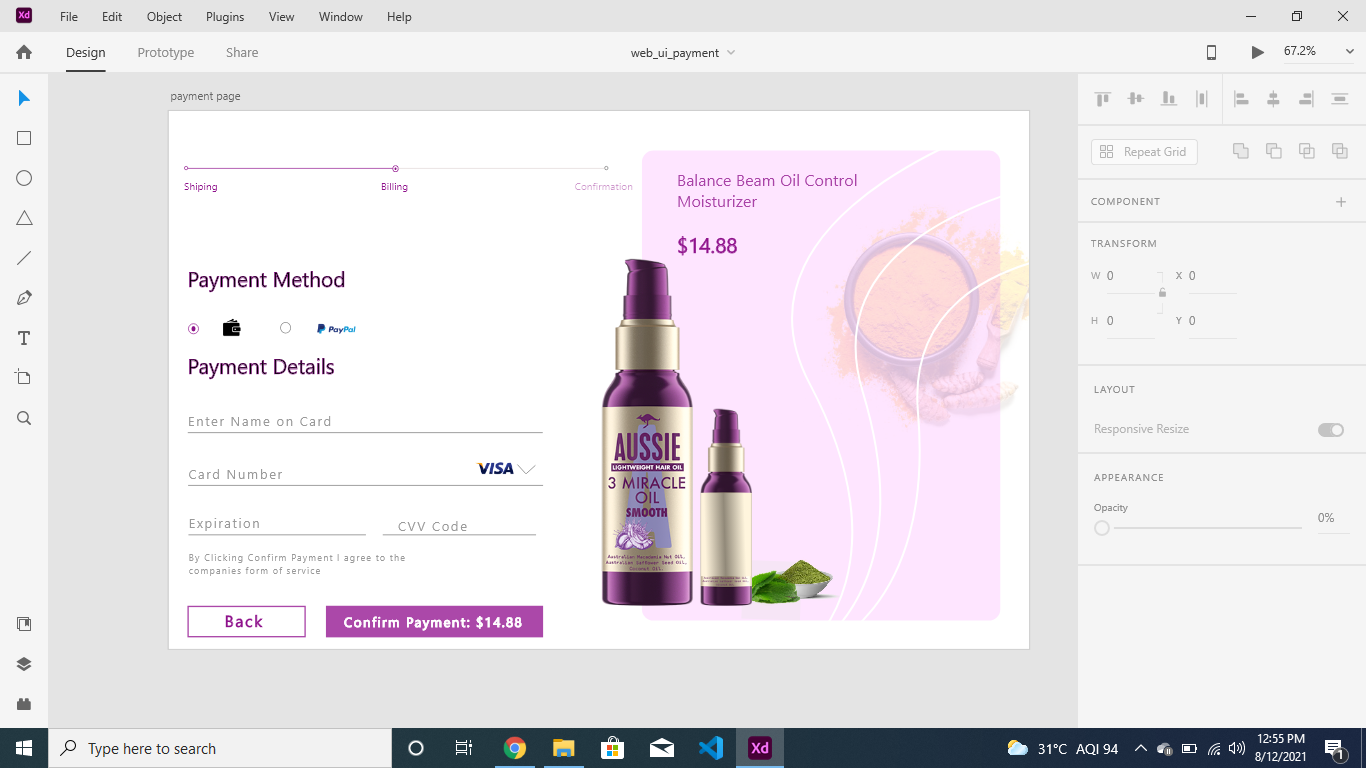 Xd File Edit Object Plugins View Window Help
Design Prototype Share web_ui_payment 67.2%
payment page
Repeat Grid
COMPONENT
TRANSFORM
W 0 X 0
H 0 Y 0
LAYOUT
Responsive Resize
APPEARANCE
Opacity
0%
Shiping Billing Confirmation
Balance Beam Oil Control
Moisturizer
$14.88
Payment Method
PayPal
Payment Details
Enter Name on Card
Card Number VISA
Expiration CVV Code
By Clicking Confirm Payment I agree to the
companies form of service
Back Confirm Payment: $14.88
AUSSIE
LIGHTWEIGHT HAIR OIL
3 MIRACLE
OIL
SMOOTH
Australian Macadamia Nut Oil,
Australian Safflower Seed Oil,
Coconut Oil.
T
Type here to search
Xd
31°C AQI 94
12:55 PM
8/12/2021
1